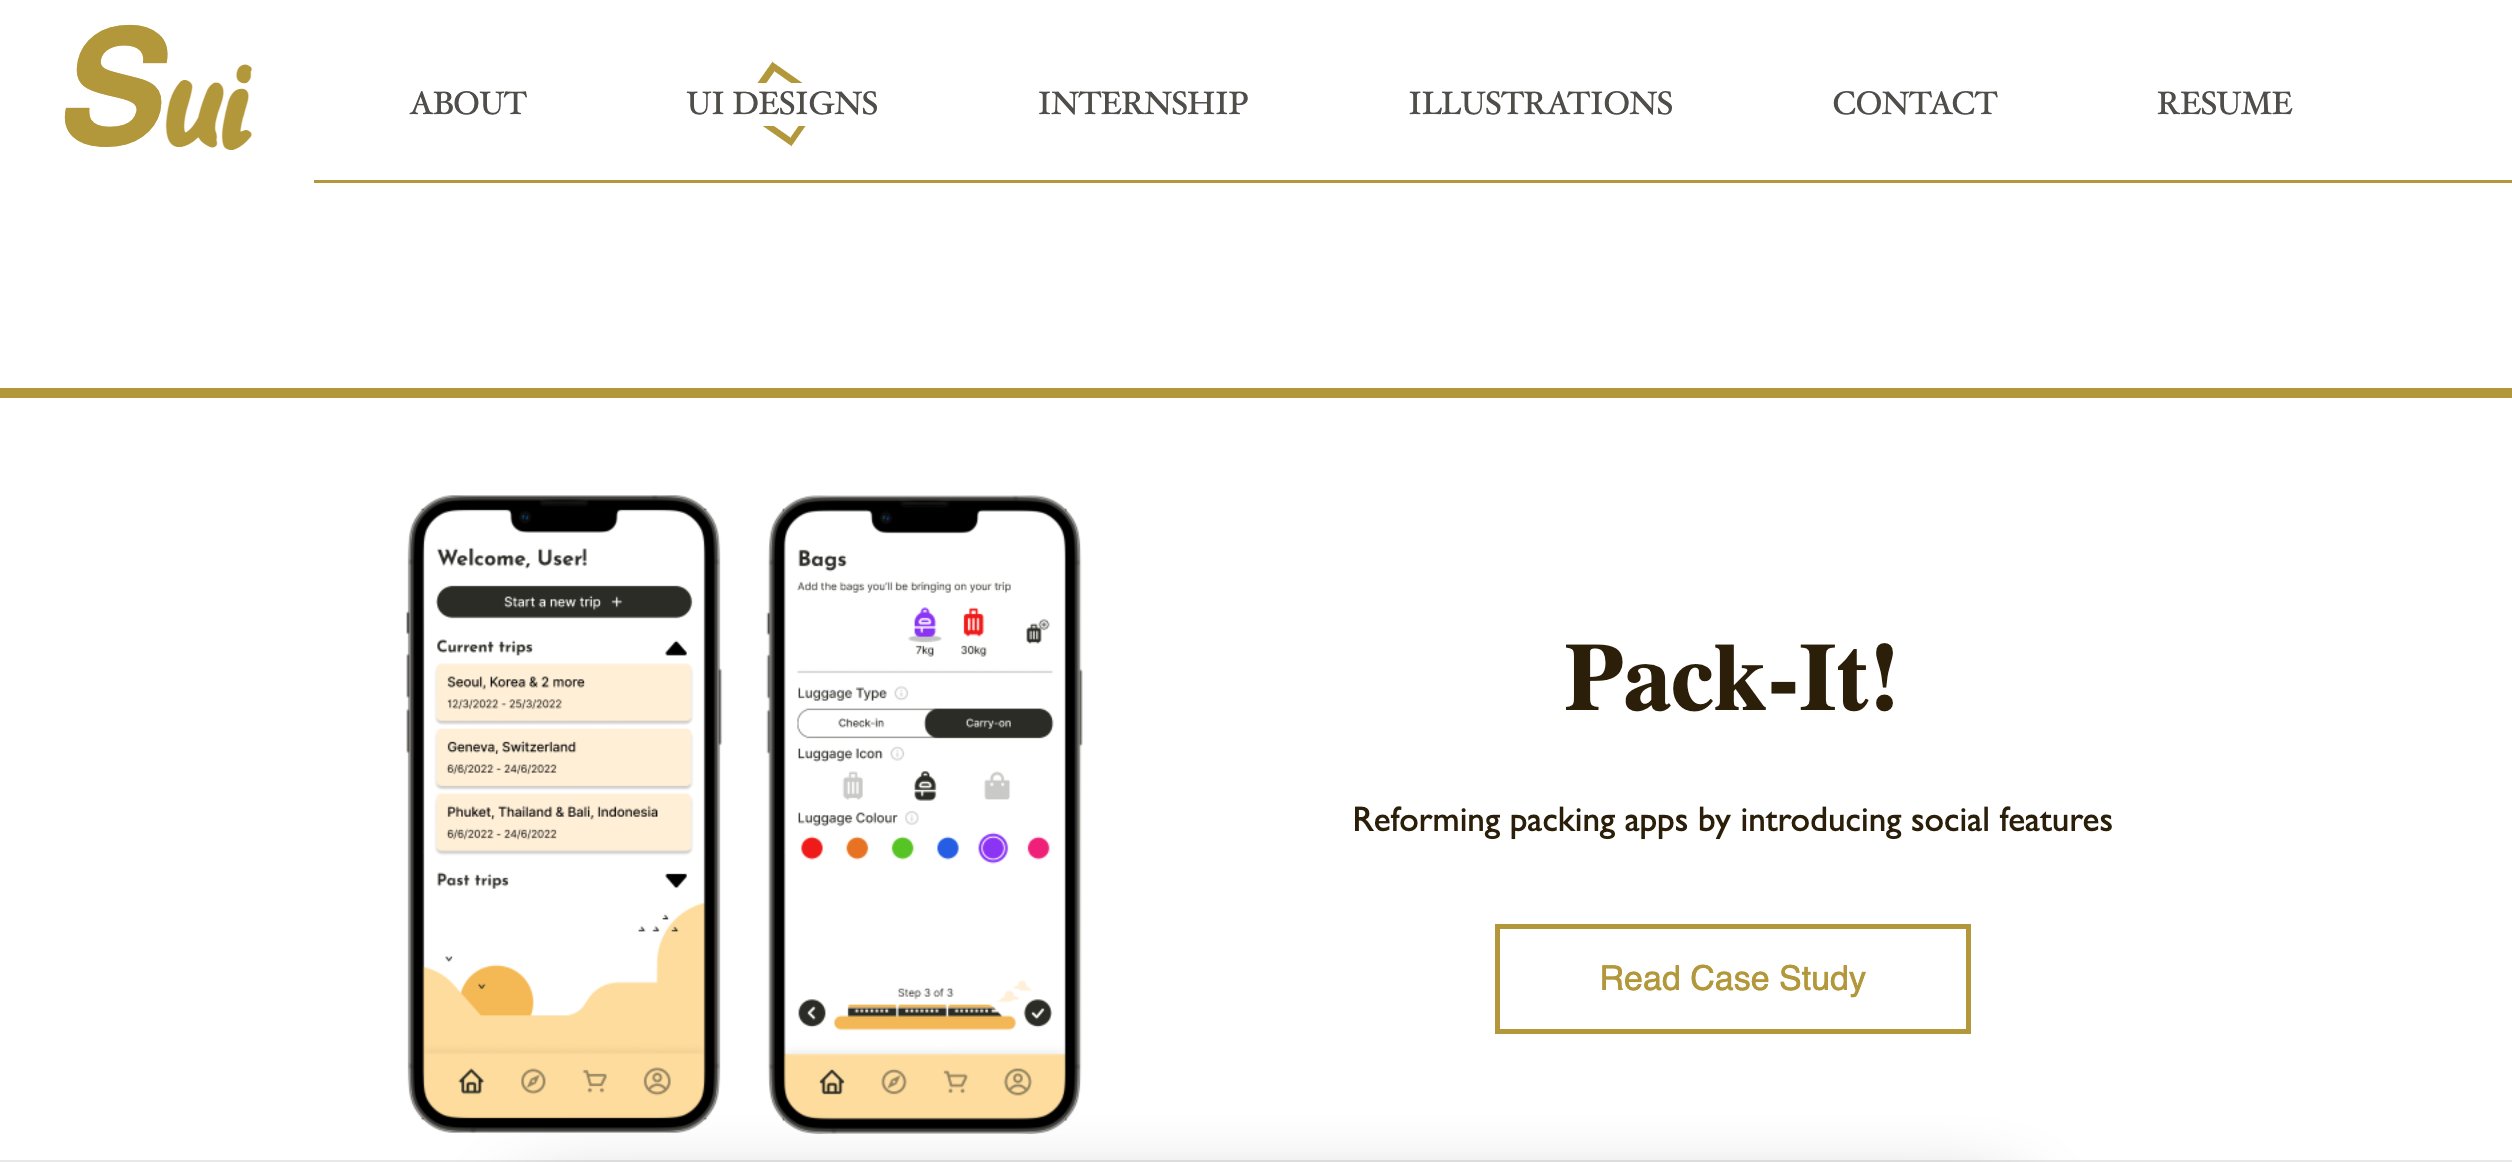 Sui
ABOUT UI DESIGNS INTERNSHIP ILLUSTRATIONS CONTACT RESUME
Welcome, User!
Start a new trip +
Current trips
Seoul, Korea & 2 more
12/3/2022 - 25/3/2022
Geneva, Switzerland
6/6/2022 - 24/6/2022
Phuket, Thailand & Bali, Indonesia
6/6/2022 - 24/6/2022
Past trips
Bags
Add the bags you'll be bringing on your trip
7kg 30kg
Luggage Type
Check-in Carry-on
Luggage Icon
Luggage Colour
Step 3 of 3
Pack-It!
Reforming packing apps by introducing social features
Read Case Study